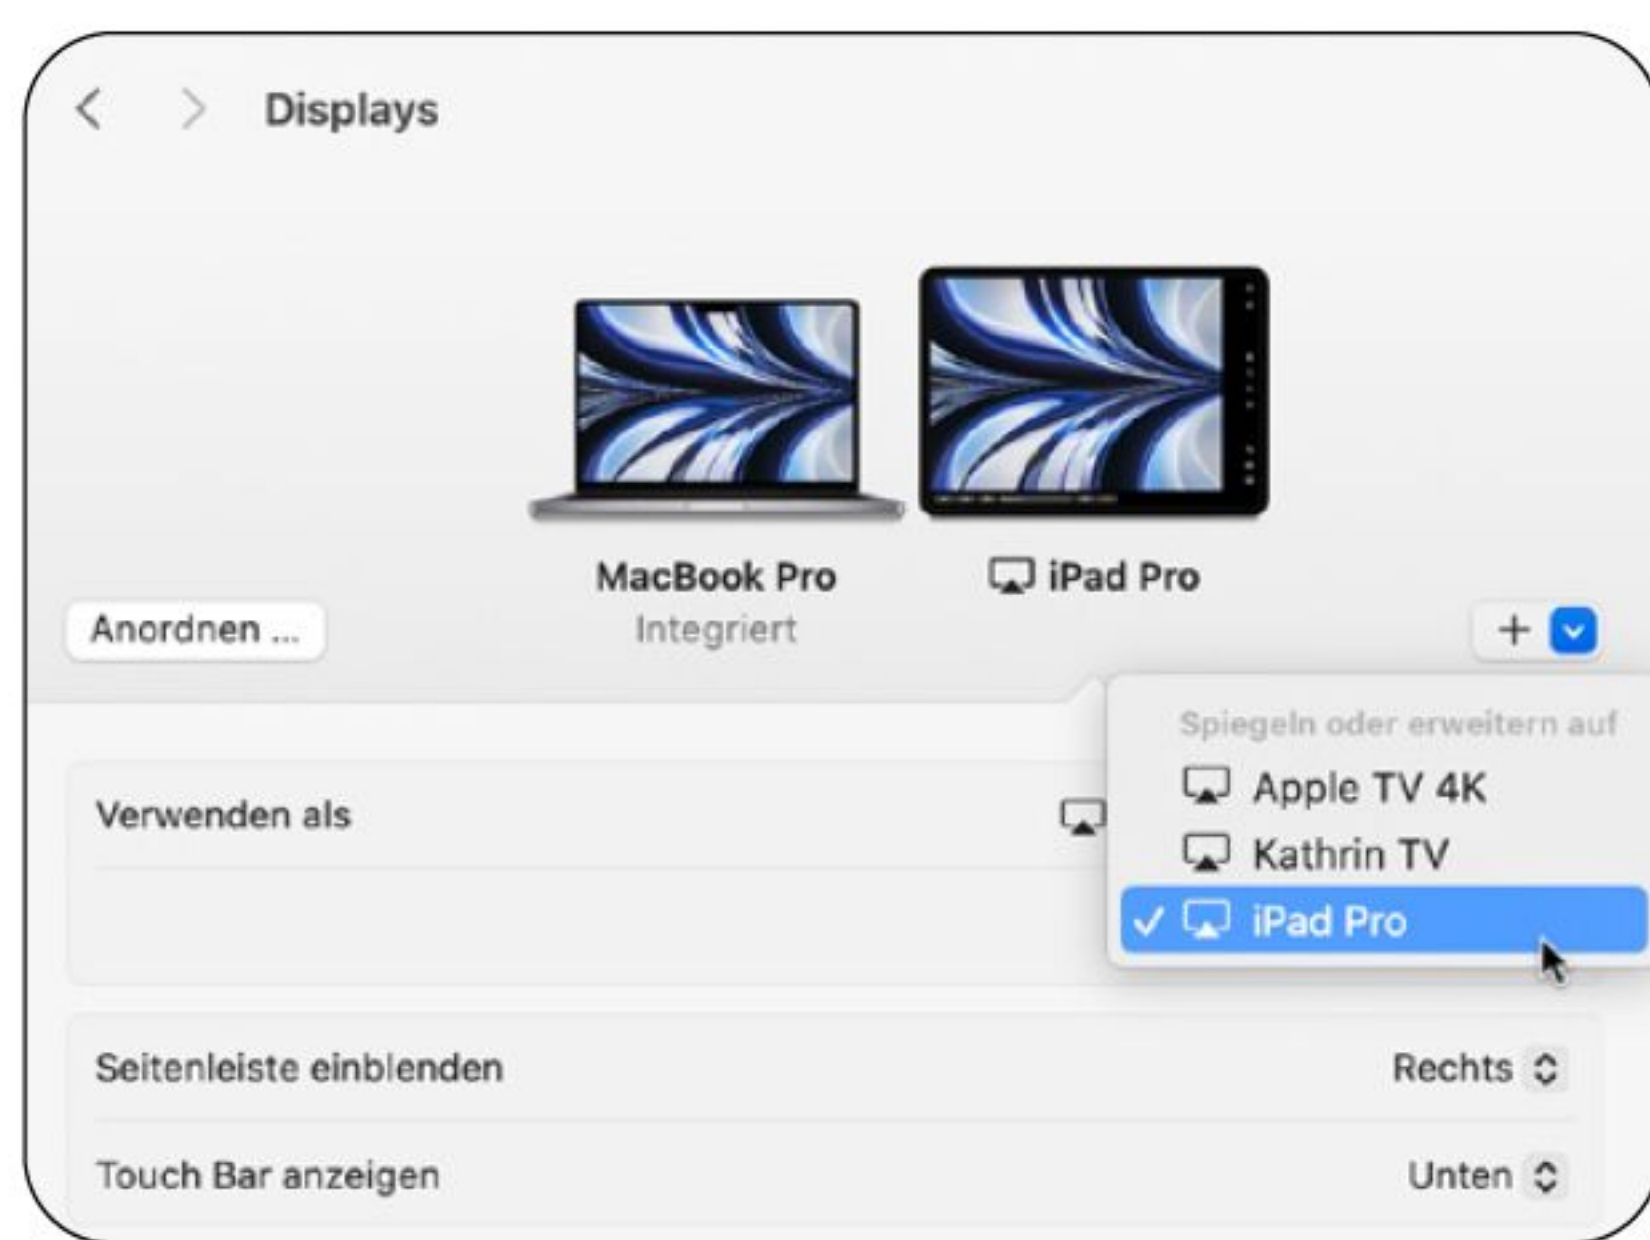 Displays
MacBook Pro
iPad Pro
Anordnen ...
Integriert
Spiegeln oder erweitern auf
Apple TV 4K
Verwenden als
Kathrin TV
iPad Pro
Seitenleiste einblenden
Rechts
Touch Bar anzeigen
Unten